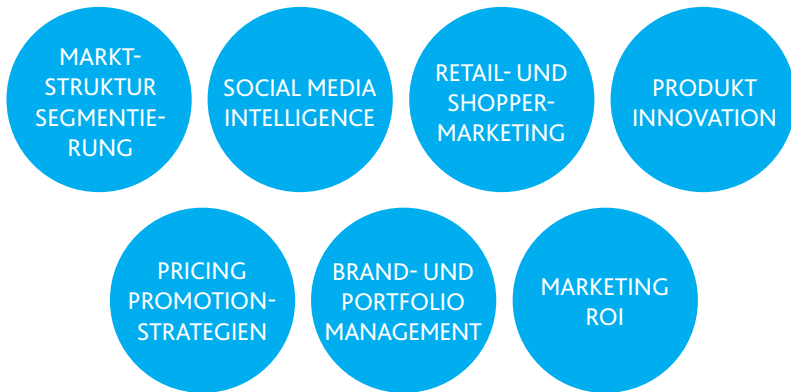 MARKT-
STRUKTUR
SEGMENTIE-
RUNG
SOCIAL MEDIA
INTELLIGENCE
RETAIL- UND
SHOPPER-
MARKETING
PRODUKT
INNOVATION
PRICING
PROMOTION-
STRATEGIEN
BRAND- UND
PORTFOLIO
MANAGEMENT
MARKETING
ROI